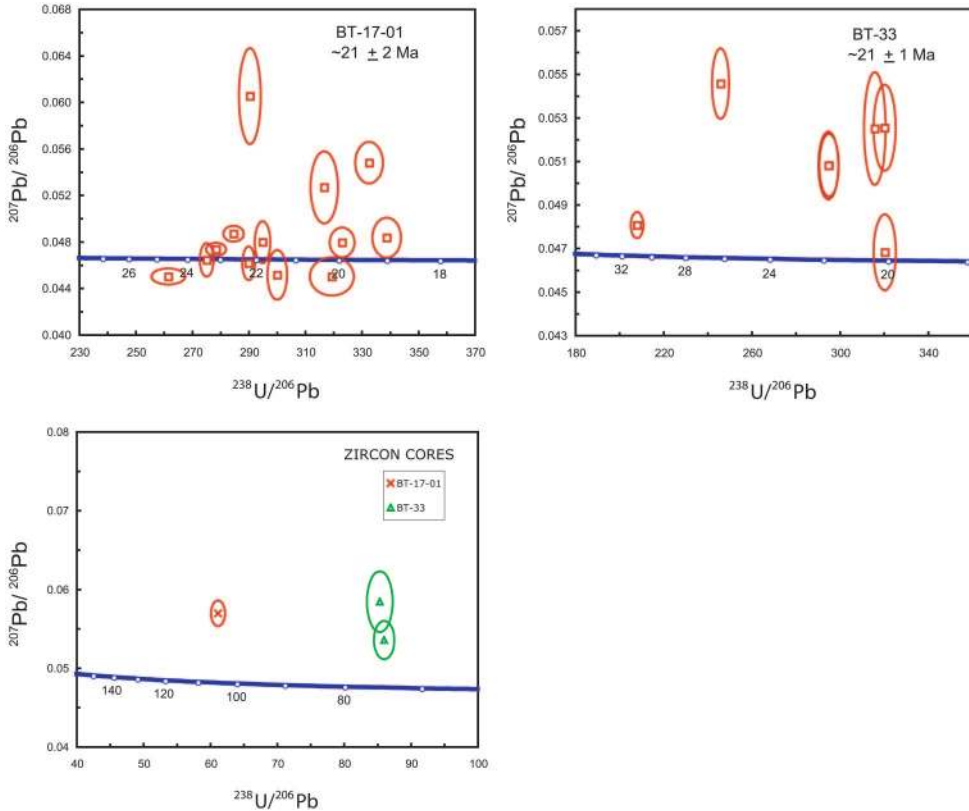 BT-17-01
~21 ± 2 Ma
0.068
0.064
0.060
0.056
0.052
0.048
0.044
0.040
207Pb/ 206Pb
26 24 22 20 18
230 250 270 290 310 330 350 370
238U/206Pb
BT-33
~21 ± 1 Ma
0.057
0.055
0.053
0.051
0.049
0.047
0.045
0.043
207Pb/ 206Pb
32 28 24 20
180 220 260 300 340
238U/206Pb
ZIRCON CORES
BT-17-01
BT-33
0.08
0.07
0.06
0.05
0.04
207Pb/ 206Pb
140 120 100 80
40 50 60 70 80 90 100
238U/206Pb